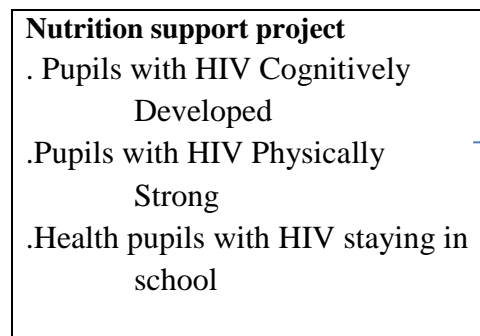 Nutrition support project
. Pupils with HIV Cognitively
Developed
.Pupils with HIV Physically
Strong
.Health pupils with HIV staying in
school